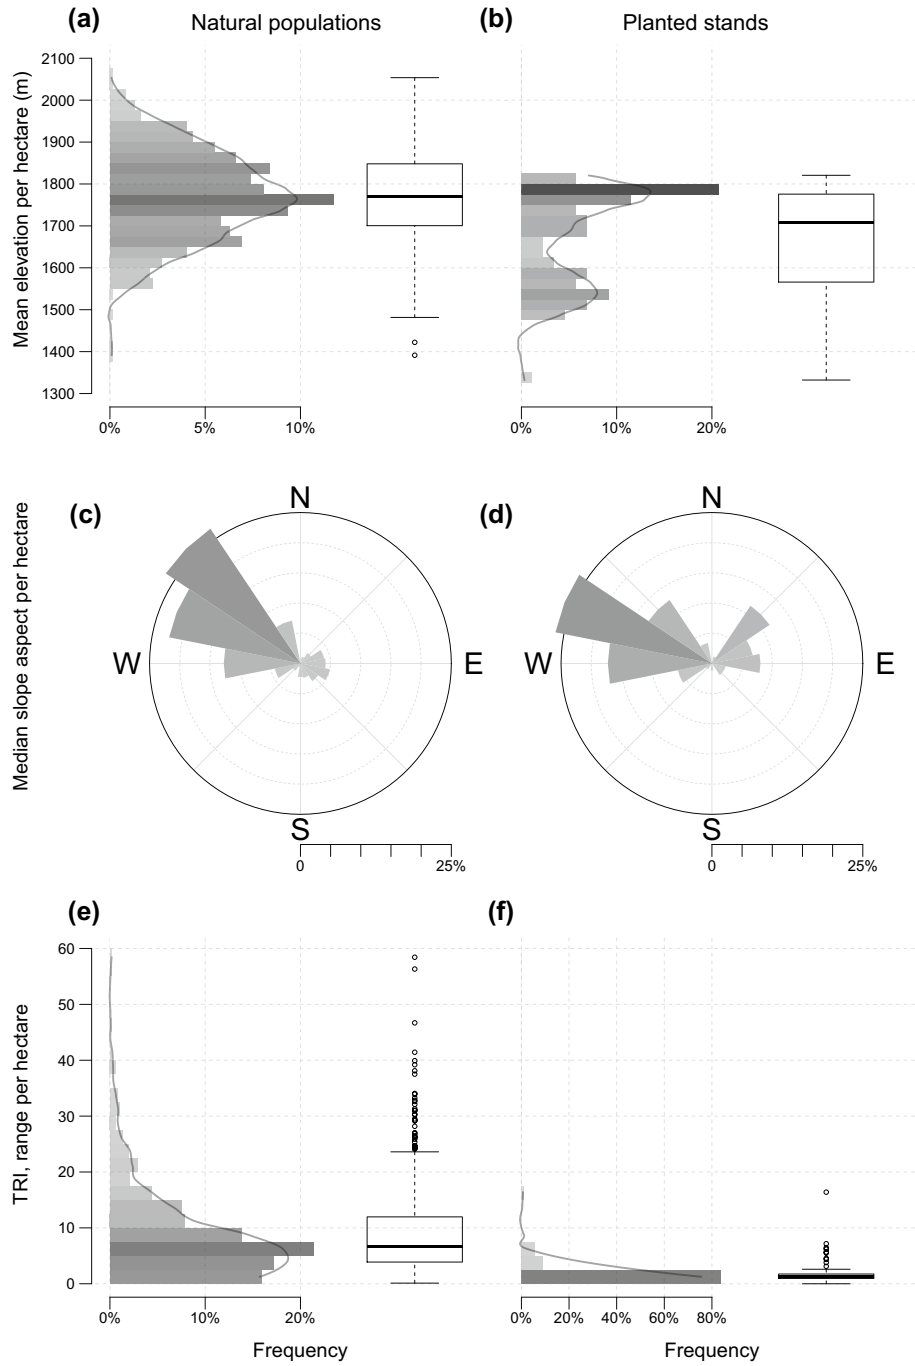 (a) Natural populations (b) Planted stands
Mean elevation per hectare (m)
2100
2000
1900
1800
1700
1600
1500
1400
1300
0% 5% 10% 0% 10% 20%
Median slope aspect per hectare
(c) N (d) N
W E W E
S S
0 25% 0 25%
(e) (f)
TRI, range per hectare
60
50
40
30
20
10
0
0% 10% 20% 0% 20% 40% 60% 80%
Frequency Frequency